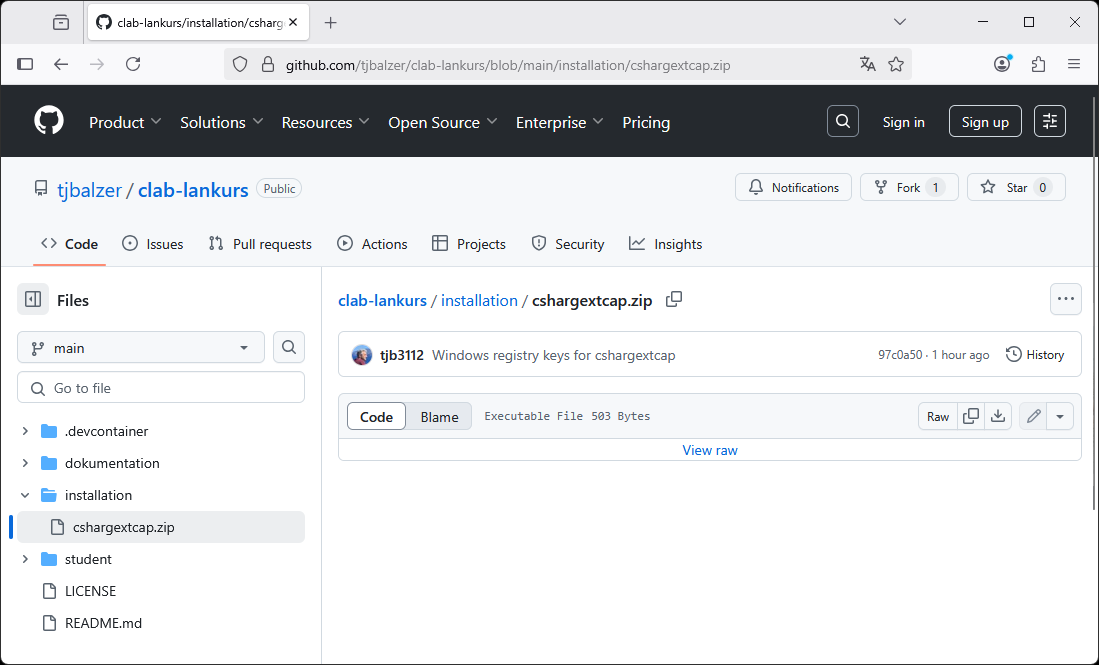 clab-lankurs/installation/csharg
github.com/tjbalzer/clab-lankurs/blob/main/installation/cshargextcap.zip
Product Solutions Resources Open Source Enterprise Pricing Sign in Sign up
tjbalzer / clab-lankurs Public Notifications Fork 1 Star 0
Code Issues Pull requests Actions Projects Security Insights
Files
main
Go to file
.devcontainer
dokumentation
installation
cshargextcap.zip
student
LICENSE
README.md
clab-lankurs / installation / cshargextcap.zip
tjb3112 Windows registry keys for cshargextcap 97c0a50 · 1 hour ago History
Code Blame Executable File 503 Bytes Raw
View raw